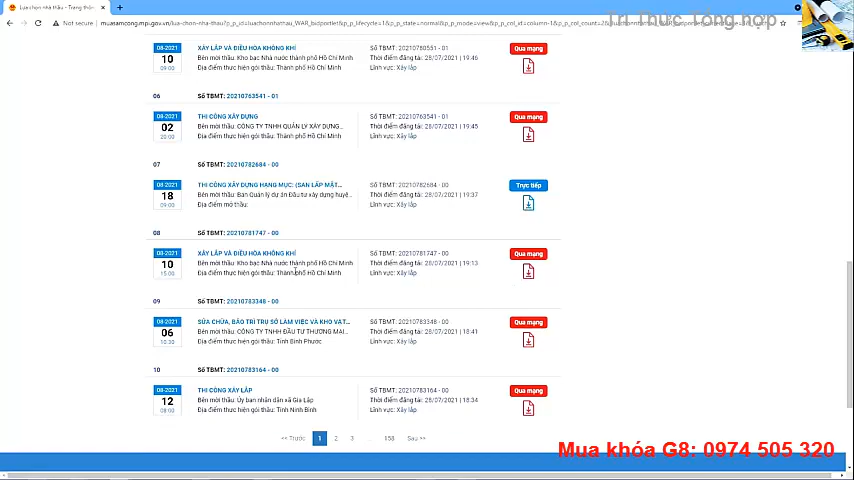 Lựa chọn nhà thầu - Trang thôn
Not secure | muasamcong.mpi.gov.vn/lua-chon-nha-thau?p_p_id=luachonnhathau_WAR_bidportlet&p_p_lifecycle=1&p_p_state=normal&p_p_mode=view&p_p_col_id=column-1&p_p_col_count=2&
Tri Thức Tổng hợp
08-2021
10
09:00
XÂY LẮP VÀ ĐIỀU HÒA KHÔNG KHÍ
Bên mời thầu: Kho bạc Nhà nước thành phố Hồ Chí Minh
Địa điểm thực hiện gói thầu: Thành phố Hồ Chí Minh
Số TBMT: 20210780551 - 01
Thời điểm đăng tải: 28/07/2021 | 19:46
Lĩnh vực: Xây lắp
Qua mạng
06
Số TBMT: 20210763541 - 01
08-2021
02
20:00
THI CÔNG XÂY DỰNG
Bên mời thầu: CÔNG TY TNHH QUẢN LÝ XÂY DỰNG...
Địa điểm thực hiện gói thầu: Thành phố Hồ Chí Minh
Số TBMT: 20210763541 - 01
Thời điểm đăng tải: 28/07/2021 | 19:45
Lĩnh vực: Xây lắp
Qua mạng
07
Số TBMT: 20210782684 - 00
08-2021
18
09:00
THI CÔNG XÂY DỰNG HẠNG MỤC: (SAN LẤP MẶT...
Bên mời thầu: Ban Quản lý dự án Đầu tư xây dựng huyệ...
Địa điểm mở thầu:
Số TBMT: 20210782684 - 00
Thời điểm đăng tải: 28/07/2021 | 19:37
Lĩnh vực: Xây lắp
Trực tiếp
08
Số TBMT: 20210781747 - 00
08-2021
10
15:00
XÂY LẮP VÀ ĐIỀU HÒA KHÔNG KHÍ
Bên mời thầu: Kho bạc Nhà nước thành phố Hồ Chí Minh
Địa điểm thực hiện gói thầu: Thành phố Hồ Chí Minh
Số TBMT: 20210781747 - 00
Thời điểm đăng tải: 28/07/2021 | 19:13
Lĩnh vực: Xây lắp
Qua mạng
09
Số TBMT: 20210783348 - 00
08-2021
06
10:30
SỬA CHỮA, BẢO TRÌ TRỤ SỞ LÀM VIỆC VÀ KHO VẬT...
Bên mời thầu: CÔNG TY TNHH ĐẦU TƯ THƯƠNG MẠI...
Địa điểm thực hiện gói thầu: Tỉnh Bình Phước
Số TBMT: 20210783348 - 00
Thời điểm đăng tải: 28/07/2021 | 18:41
Lĩnh vực: Xây lắp
Qua mạng
10
Số TBMT: 20210783164 - 00
08-2021
12
08:00
THI CÔNG XÂY LẮP
Bên mời thầu: Ủy ban nhân dân xã Gia Lập
Địa điểm thực hiện gói thầu: Tỉnh Ninh Bình
Số TBMT: 20210783164 - 00
Thời điểm đăng tải: 28/07/2021 | 18:34
Lĩnh vực: Xây lắp
Qua mạng
<< Trước 1 2 3 ... 158 Sau >>
Mua khóa G8: 0974 505 320